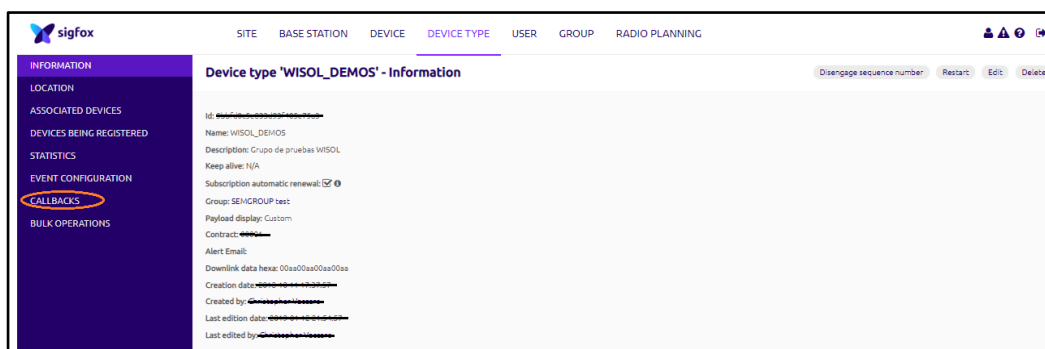 sigfox
SITE BASE STATION DEVICE DEVICE TYPE USER GROUP RADIO PLANNING
INFORMATION
LOCATION
ASSOCIATED DEVICES
DEVICES BEING REGISTERED
STATISTICS
EVENT CONFIGURATION
CALLBACKS
BULK OPERATIONS
Device type 'WISOL_DEMOS' - Information
Disengage sequence number Restart Edit Delete
Id:
Name: WISOL_DEMOS
Description: Grupo de pruebas WISOL
Keep alive: N/A
Subscription automatic renewal:
Group: SEMGROUP test
Payload display: Custom
Contract:
Alert Email:
Downlink data hexa: 00aa00aa00aa00aa
Creation date:
Created by:
Last edition date:
Last edited by: